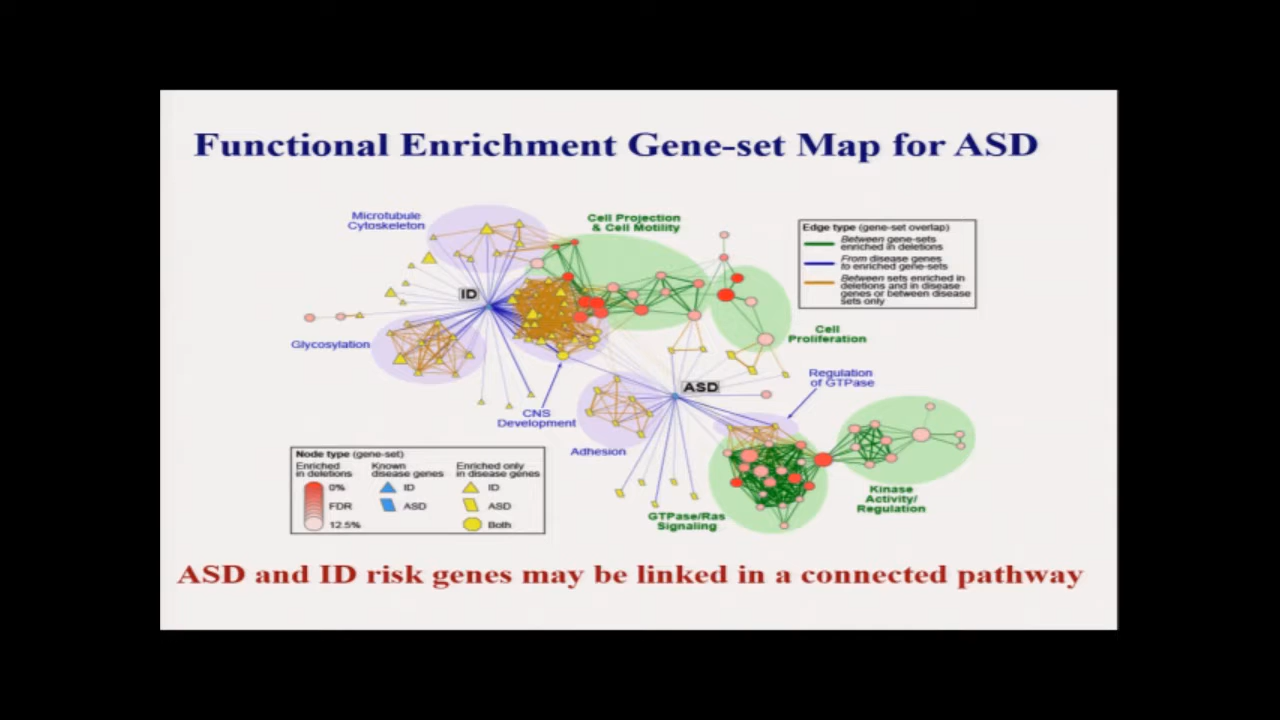 Functional Enrichment Gene-set Map for ASD
Microtubule
Cytoskeleton
Cell Projection
& Cell Motility
Edge type (gene-set overlap)
Between gene-sets
enriched in deletions
From disease genes
to enriched gene-sets
Between sets enriched in
deletions and in disease
genes or between disease
sets only
ID
Glycosylation
Cell
Proliferation
ASD
Regulation
of GTPase
CNS
Development
Adhesion
Node type (gene-set)
Enriched
in deletions
Known
disease genes
Enriched only
in disease genes
0%
ID
ID
FDR
ASD
ASD
12.5%
Both
GTPase/Ras
Signaling
Kinase
Activity/
Regulation
ASD and ID risk genes may be linked in a connected pathway